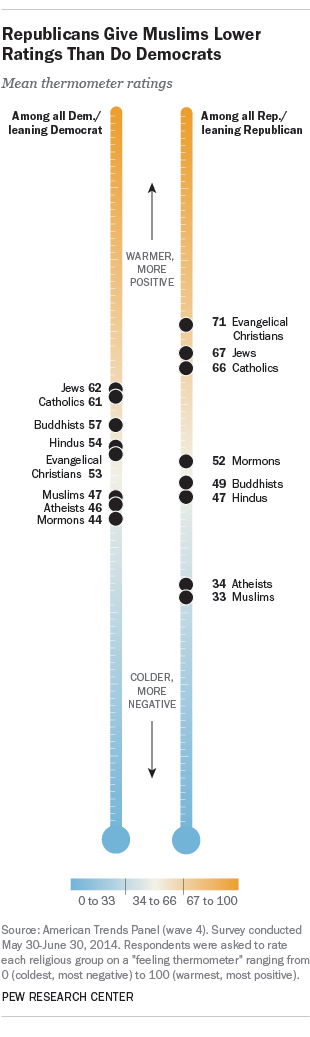 Republicans Give Muslims Lower
Ratings Than Do Democrats
Mean thermometer ratings
Among all Dem./
leaning Democrat
Among all Rep./
leaning Republican
WARMER,
MORE
POSITIVE
71 Evangelical
Christians
67 Jews
66 Catholics
Jews 62
Catholics 61
Buddhists 57
Hindus 54
Evangelical
Christians 53
Muslims 47
Atheists 46
Mormons 44
52 Mormons
49 Buddhists
47 Hindus
34 Atheists
33 Muslims
COLDER,
MORE
NEGATIVE
0 to 33 34 to 66 67 to 100
Source: American Trends Panel (wave 4). Survey conducted
May 30-June 30, 2014. Respondents were asked to rate
each religious group on a "feeling thermometer" ranging from
0 (coldest, most negative) to 100 (warmest, most positive).
PEW RESEARCH CENTER